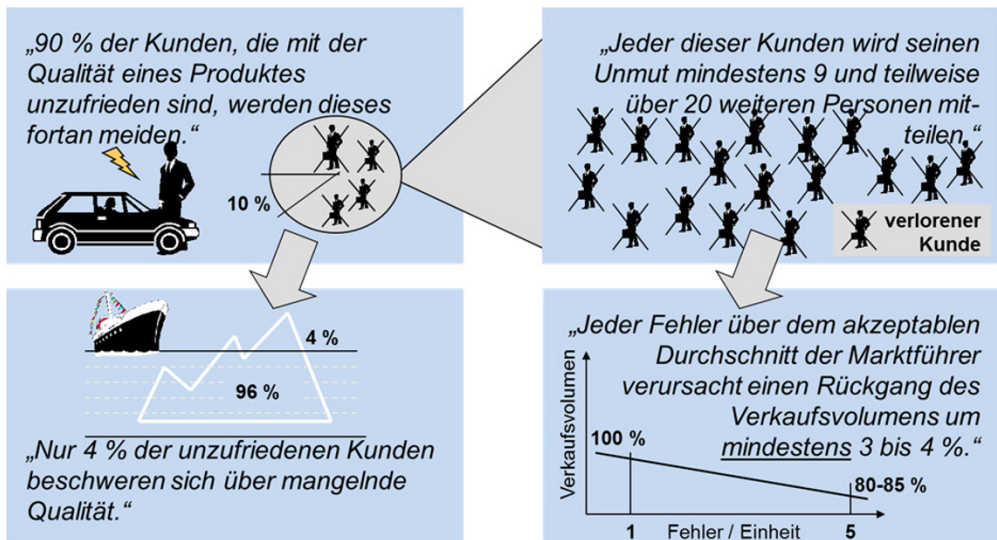 „90 % der Kunden, die mit der
Qualität eines Produktes
unzufrieden sind, werden dieses
fortan meiden.“
10 %
„Jeder dieser Kunden wird seinen
Unmut mindestens 9 und teilweise
über 20 weiteren Personen mit-
teilen.“
verlorener
Kunde
4 %
96 %
„Nur 4 % der unzufriedenen Kunden
beschweren sich über mangelnde
Qualität.“
„Jeder Fehler über dem akzeptablen
Durchschnitt der Marktführer
verursacht einen Rückgang des
Verkaufsvolumens um
mindestens 3 bis 4 %.“
Verkaufsvolumen
100 %
80-85 %
1 Fehler / Einheit 5